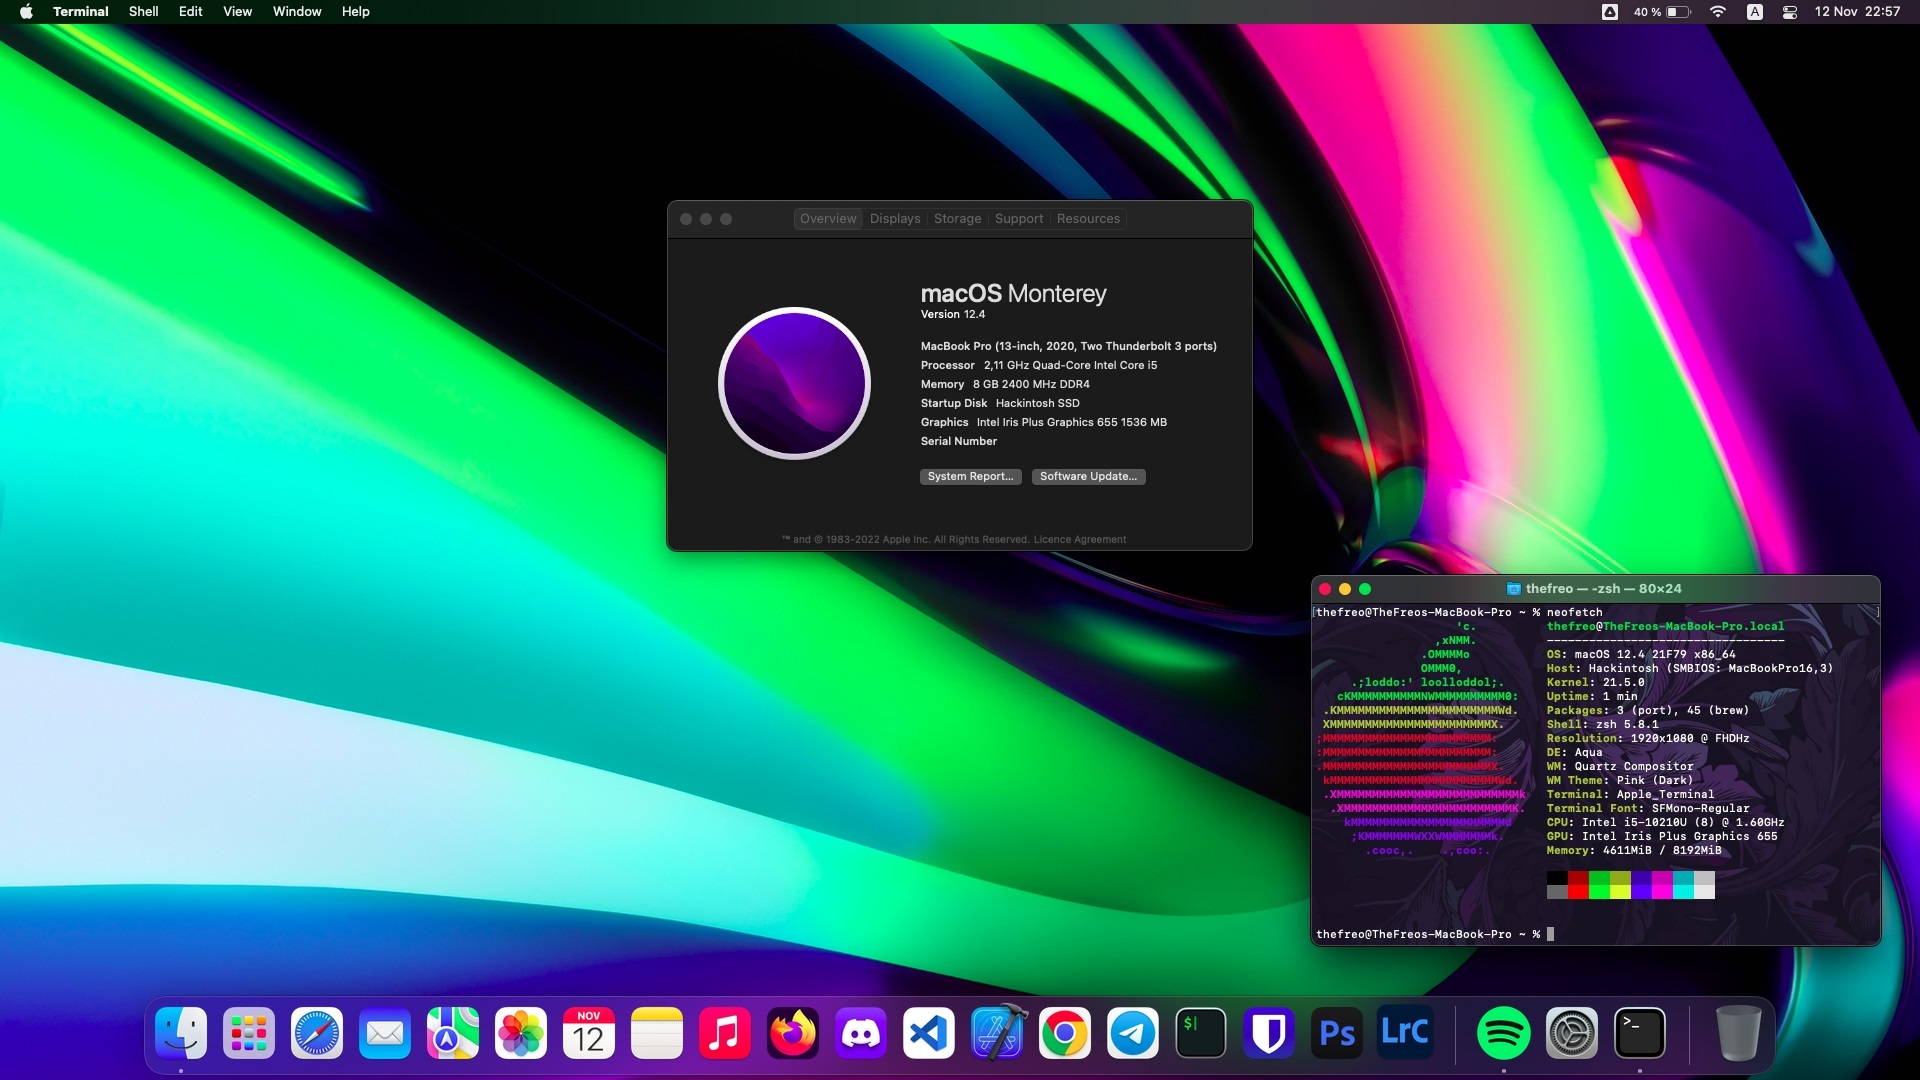 Terminal Shell Edit View Window Help
40 % A 12 Nov 22:57
Overview Displays Storage Support Resources
macOS Monterey
Version 12.4
MacBook Pro (13-inch, 2020, Two Thunderbolt 3 ports)
Processor 2,11 GHz Quad-Core Intel Core i5
Memory 8 GB 2400 MHz DDR4
Startup Disk Hackintosh SSD
Graphics Intel Iris Plus Graphics 655 1536 MB
Serial Number
System Report... Software Update...
™ and © 1983-2022 Apple Inc. All Rights Reserved. Licence Agreement
thefreo — -zsh — 80×24
[thefreo@TheFreos-MacBook-Pro ~ % neofetch ]
thefreo@TheFreos-MacBook-Pro.local
----------------------------------
OS: macOS 12.4 21F79 x86_64
Host: Hackintosh (SMBIOS: MacBookPro16,3)
Kernel: 21.5.0
Uptime: 1 min
Packages: 3 (port), 45 (brew)
Shell: zsh 5.8.1
Resolution: 1920x1080 @ FHDHz
DE: Aqua
WM: Quartz Compositor
WM Theme: Pink (Dark)
Terminal: Apple_Terminal
Terminal Font: SFMono-Regular
CPU: Intel i5-10210U (8) @ 1.60GHz
GPU: Intel Iris Plus Graphics 655
Memory: 4611MiB / 8192MiB
thefreo@TheFreos-MacBook-Pro ~ %
NOV
12
$
Ps
LrC
>_